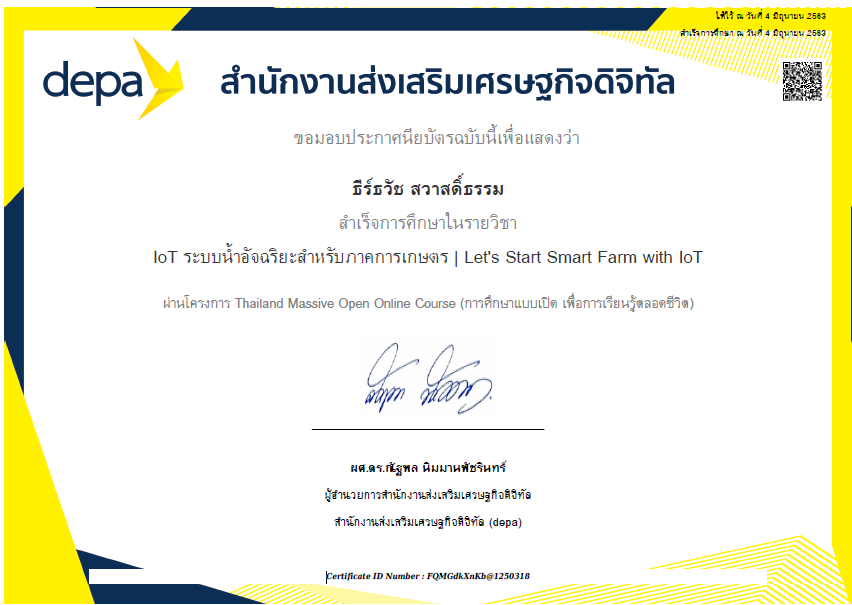 ให้ไว้ ณ วันที่ 4 มิถุนายน 2563
สำเร็จการศึกษา ณ วันที่ 4 มิถุนายน 2563
depa
สำนักงานส่งเสริมเศรษฐกิจดิจิทัล
ขอมอบประกาศนียบัตรฉบับนี้เพื่อแสดงว่า
ธีร์ธวัช สวาสดิ์ธรรม
สำเร็จการศึกษาในรายวิชา
IoT ระบบน้ำอัจฉริยะสำหรับภาคการเกษตร | Let's Start Smart Farm with IoT
ผ่านโครงการ Thailand Massive Open Online Course (การศึกษาแบบเปิด เพื่อการเรียนรู้ตลอดชีวิต)
ผศ.ดร.ณัฐพล นิมมานพัชรินทร์
ผู้อำนวยการสำนักงานส่งเสริมเศรษฐกิจดิจิทัล
สำนักงานส่งเสริมเศรษฐกิจดิจิทัล (depa)
Certificate ID Number : FQMGdkXnKb@1250318